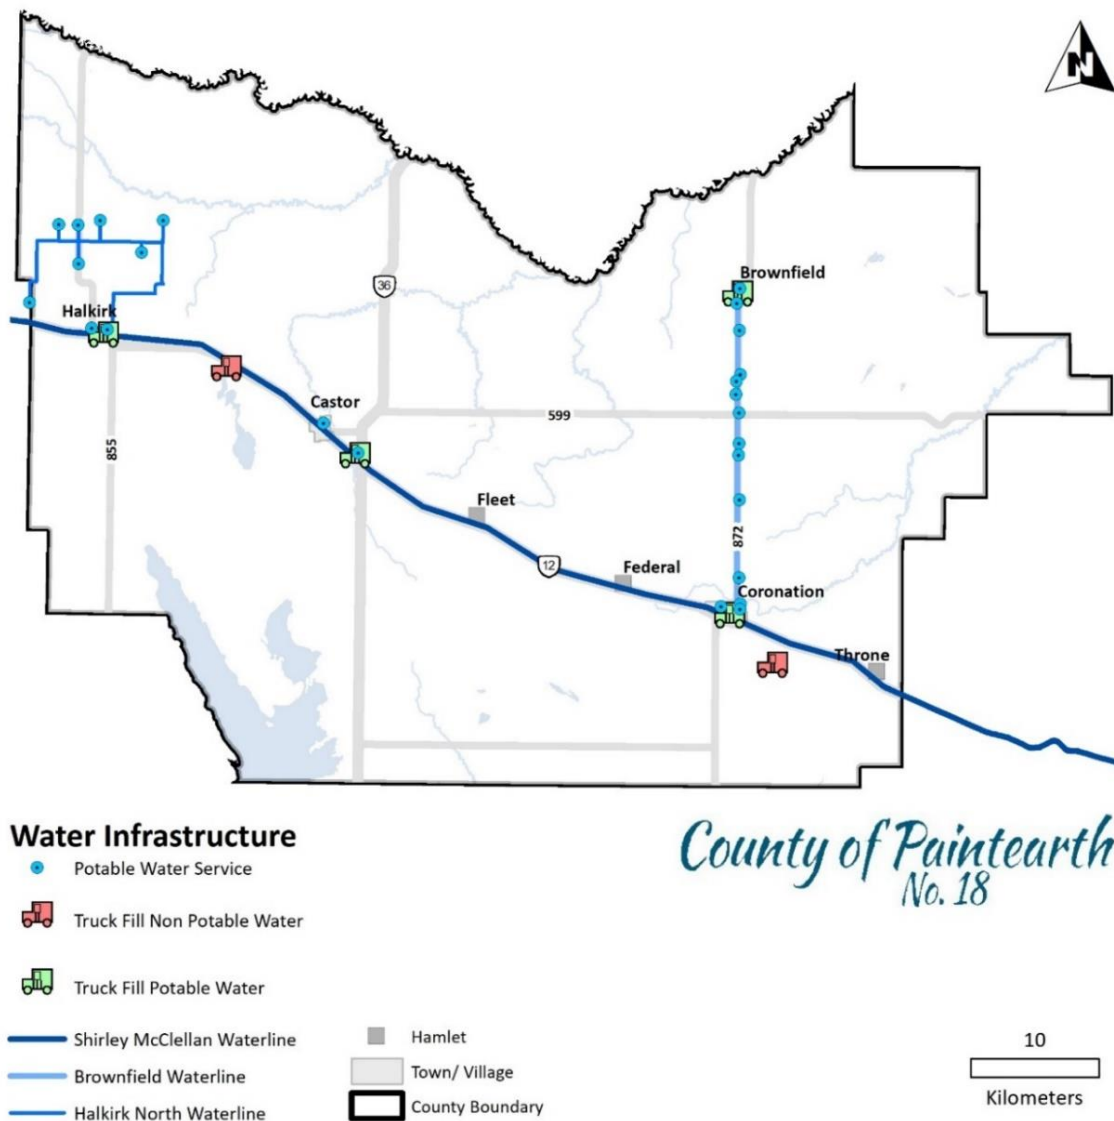 N
Brownfield
36
Halkirk
Castor
599
855
Fleet
872
12
Federal
Coronation
Throne
Water Infrastructure
County of Paintearth
No. 18
Potable Water Service
Truck Fill Non Potable Water
Truck Fill Potable Water
Shirley McClellan Waterline
Brownfield Waterline
Halkirk North Waterline
Hamlet
Town/ Village
County Boundary
10
Kilometers